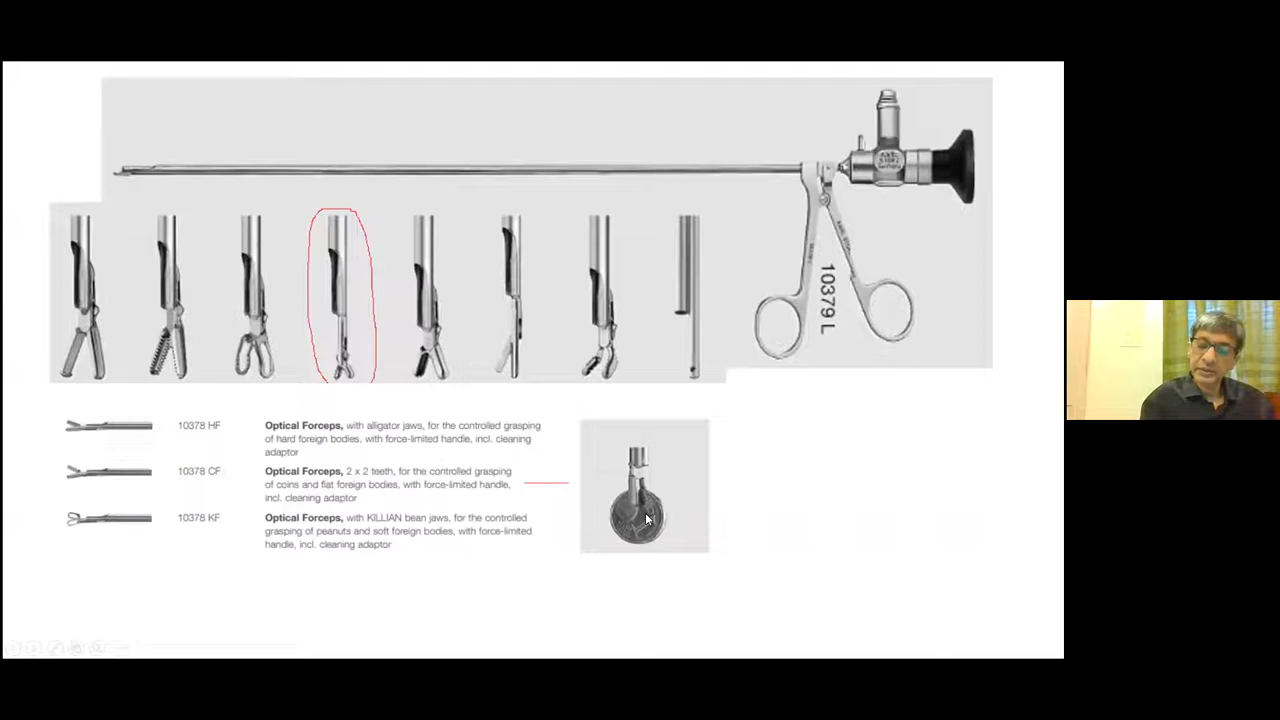 10379 L
10378 HF
Optical Forceps, with alligator jaws, for the controlled grasping
of hard foreign bodies, with force-limited handle, incl. cleaning
adaptor
10378 CF
Optical Forceps, 2 x 2 teeth, for the controlled grasping
of coins and flat foreign bodies, with force-limited handle,
incl. cleaning adaptor
10378 KF
Optical Forceps, with KILLIAN bean jaws, for the controlled
grasping of peanuts and soft foreign bodies, with force-limited
handle, incl. cleaning adaptor